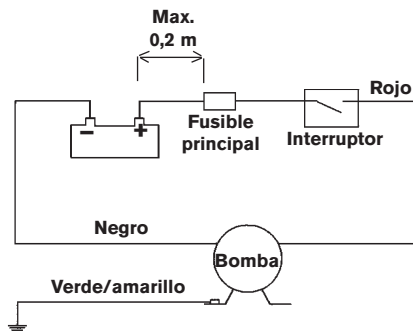 Max.
0,2 m
Rojo
− +
Fusible
principal
Interruptor
Negro
Bomba
Verde/amarillo